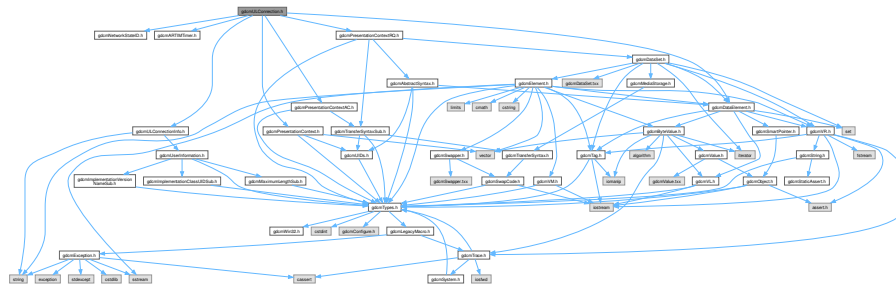 gdcmULConnection.h
gdcmNetworkStateID.h
gdcmARTIMTimer.h
gdcmPresentationContextRQ.h
gdcmDataSet.h
gdcmAbstractSyntax.h
gdcmElement.h
gdcmDataSet.txx
gdcmMediaStorage.h
limits
cmath
cstring
gdcmPresentationContextAC.h
gdcmDataElement.h
gdcmULConnectionInfo.h
gdcmPresentationContext.h
gdcmTransferSyntaxSub.h
gdcmByteValue.h
gdcmSmartPointer.h
gdcmVR.h
set
gdcmUserInformation.h
gdcmUIDs.h
vector
gdcmSwapper.h
gdcmTransferSyntax.h
gdcmTag.h
algorithm
gdcmValue.h
iterator
gdcmString.h
fstream
gdcmImplementationVersion
NameSub.h
gdcmImplementationClassUIDSub.h
gdcmMaximumLengthSub.h
gdcmSwapper.txx
gdcmSwapCode.h
gdcmVM.h
iomanip
gdcmValue.txx
gdcmVL.h
gdcmObject.h
gdcmStaticAssert.h
gdcmTypes.h
iostream
assert.h
gdcmWin32.h
cstdint
gdcmConfigure.h
gdcmLegacyMacro.h
gdcmException.h
gdcmTrace.h
string
exception
stdexcept
cstdlib
sstream
cassert
gdcmSystem.h